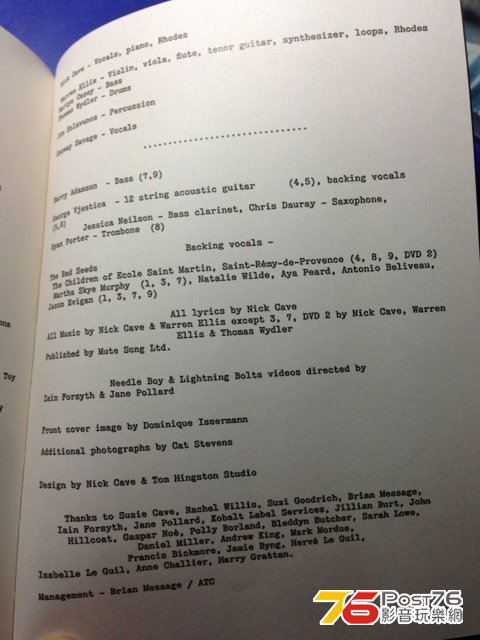 Nick Cave - Vocals, piano, Rhodes
Warren Ellis - Violin, viola, flute, tenor guitar, synthesizer, loops, Rhodes
Martyn Casey - Bass
Thomas Wydler - Drums
Jim Sclavunos - Percussion
Conway Savage - Vocals
...............................
Barry Adamson - Bass (7,9)
George Vjestica - 12 string acoustic guitar (4,5), backing vocals
(5,8) Jessica Neilson - Bass clarinet, Chris Dauray - Saxophone,
Ryan Porter - Trombone (8)
Backing vocals -
The Bad Seeds
The Children of Ecole Saint Martin, Saint-Rémy-de-Provence (4, 8, 9, DVD 2)
Martha Skye Murphy (1, 3, 7), Natalie Wilde, Aya Peard, Antonio Beliveau,
Jason Evigan (1, 3, 7, 9)
All lyrics by Nick Cave
All Music by Nick Cave & Warren Ellis except 3, 7, DVD 2 by Nick Cave, Warren
Ellis & Thomas Wydler
Published by Mute Song Ltd.
Needle Boy & Lightning Bolts videos directed by
Iain Forsyth & Jane Pollard
Front cover image by Dominique Issermann
Additional photographs by Cat Stevens
Design by Nick Cave & Tom Hingston Studio
Thanks to Susie Cave, Rachel Willis, Suzi Goodrich, Brian Message,
Iain Forsyth, Jane Pollard, Kobalt Label Services, Jillian Burt, John
Hillcoat, Gaspar Noé, Polly Borland, Bleddyn Butcher, Sarah Lowe,
Daniel Miller, Andrew King, Mark Mordue,
Francis Bickmore, Jamie Byng, Hervé Le Guil,
Isabelle Le Guil, Anne Challier, Harry Grattan.
Management - Brian Message / ATC
nna
Toy
y
76 Post76
影音玩樂網